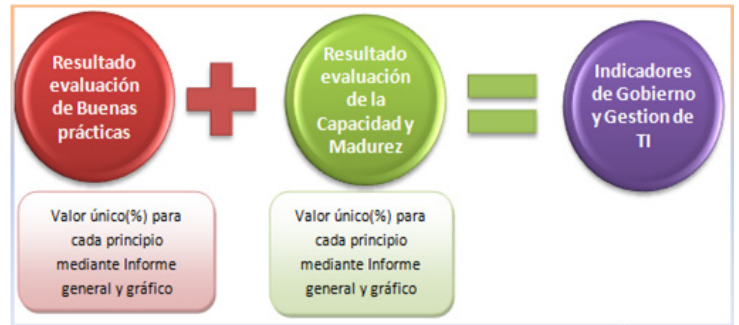 Resultado
evaluación
de Buenas
prácticas
Resultado
evaluación
de la
Capacidad y
Madurez
Indicadores
de Gobierno
y Gestion de
TI
Valor único(%) para
cada principio
mediante Informe
general y gráfico
Valor único(%) para
cada principio
mediante Informe
general y gráfico